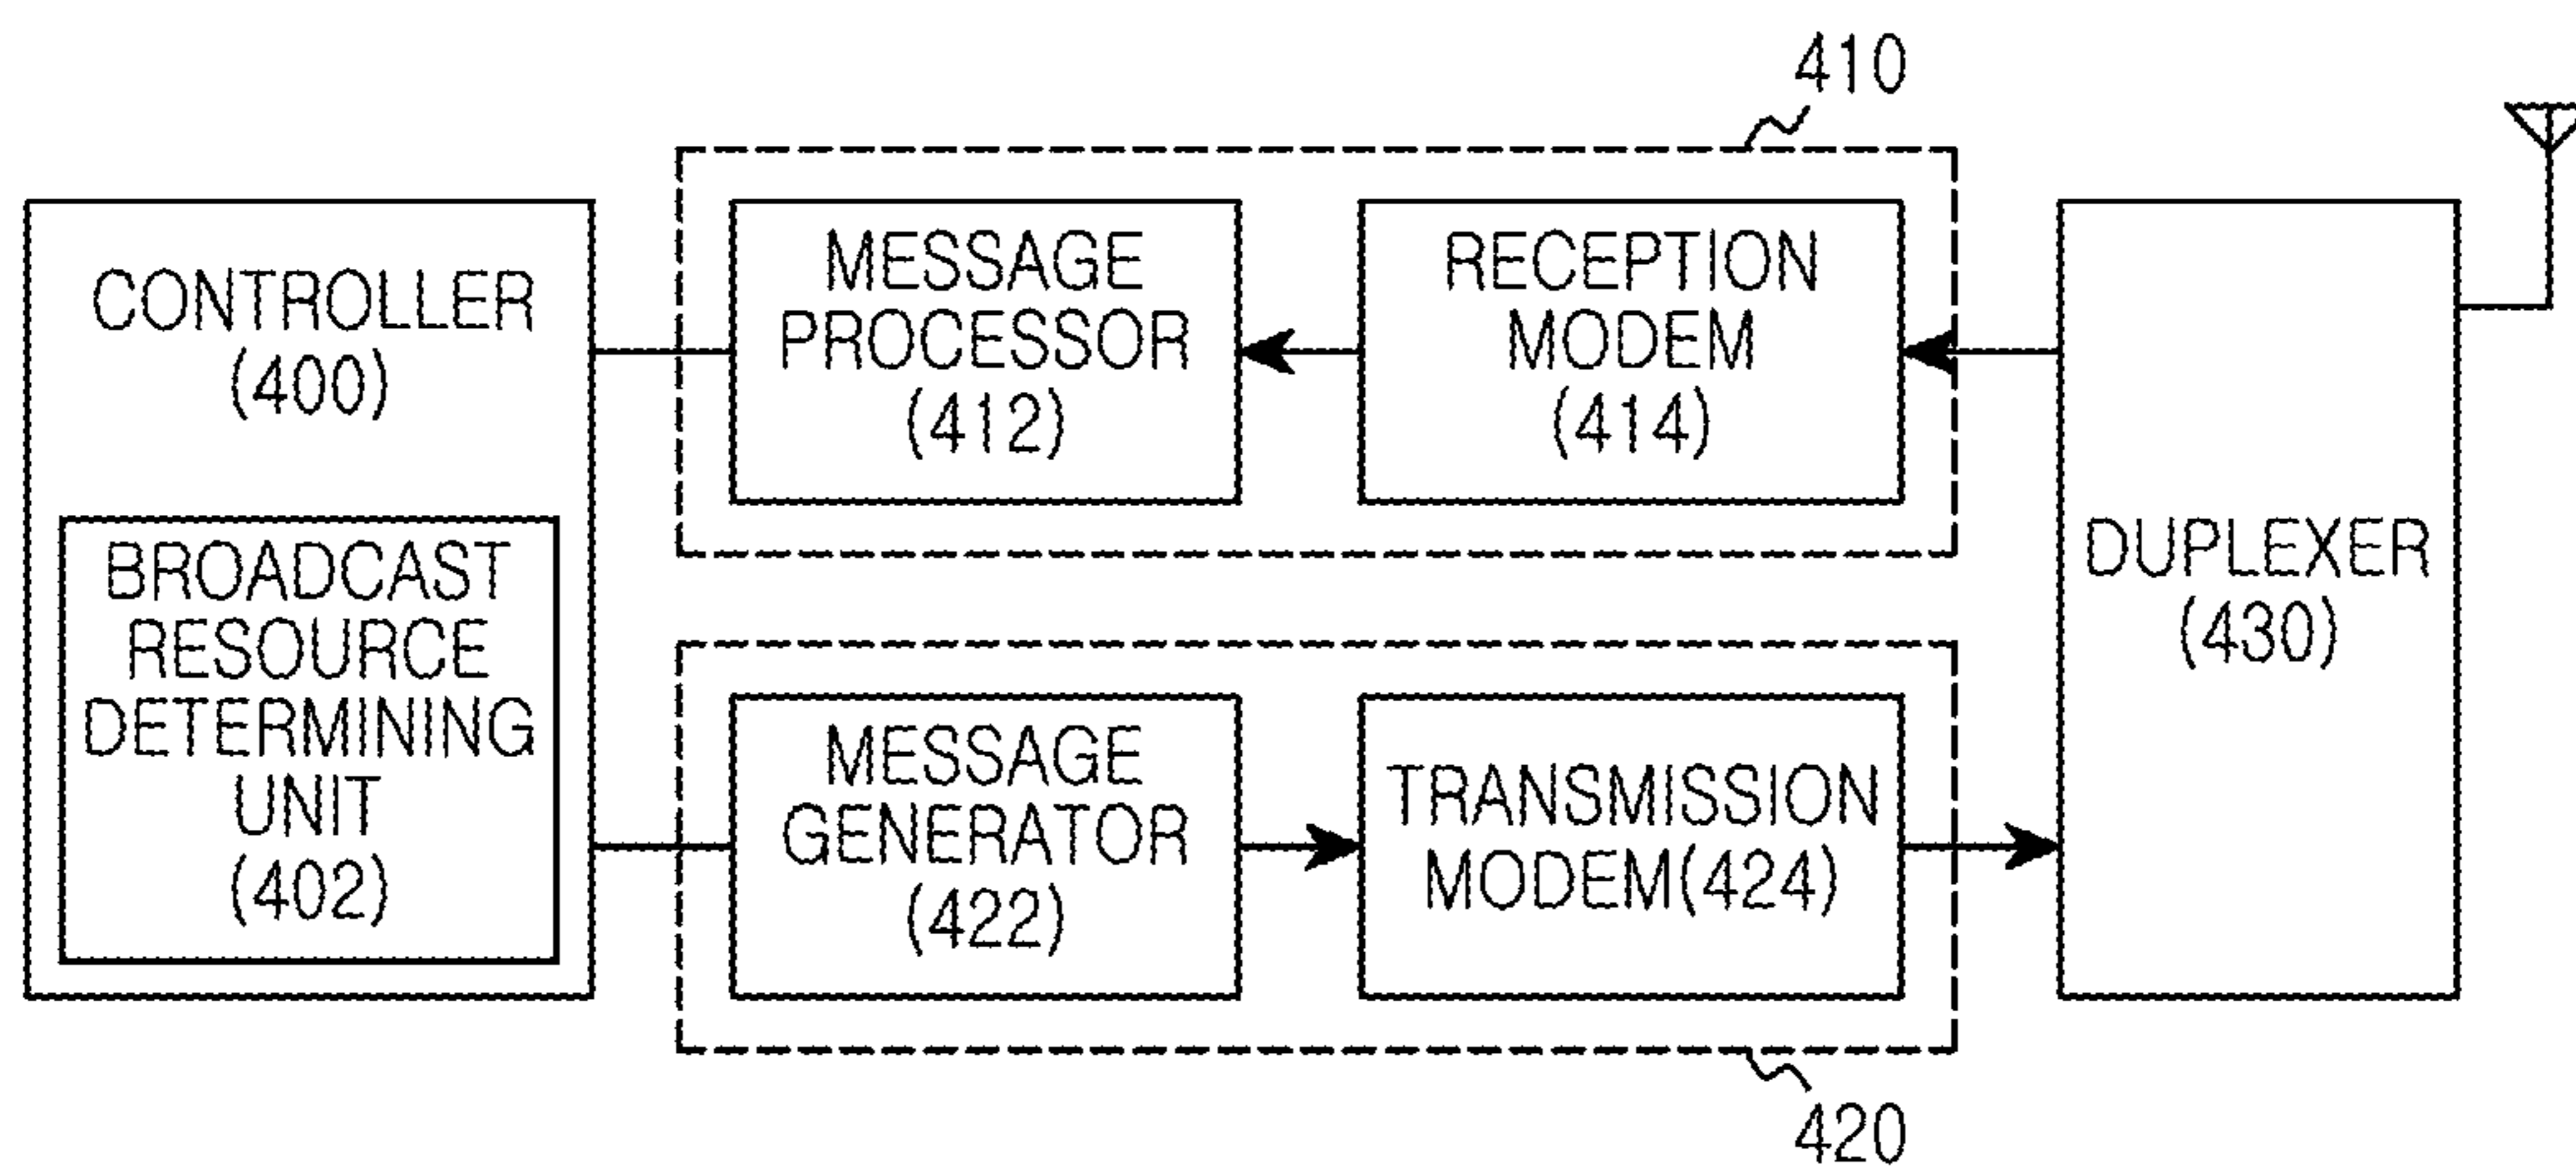 410
CONTROLLER
(400)
BROADCAST
RESOURCE
DETERMINING
UNIT
(402)
MESSAGE
PROCESSOR
(412)
RECEPTION
MODEM
(414)
MESSAGE
GENERATOR
(422)
TRANSMISSION
MODEM(424)
DUPLEXER
(430)
420